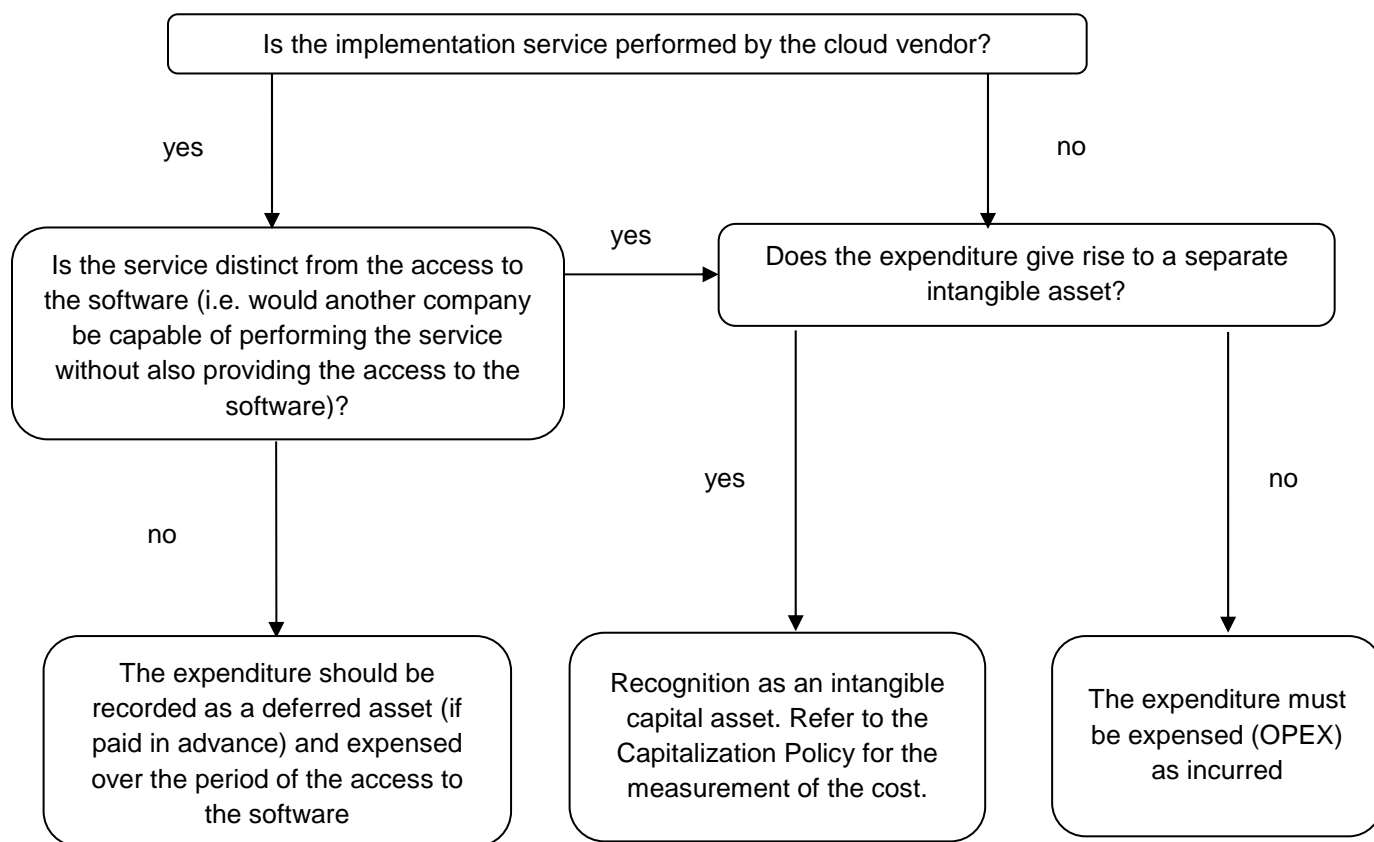 Is the implementation service performed by the cloud vendor?
yes
no
Is the service distinct from the access to
the software (i.e. would another company
be capable of performing the service
without also providing the access to the
software)?
yes
Does the expenditure give rise to a separate
intangible asset?
no
yes
no
The expenditure should be
recorded as a deferred asset (if
paid in advance) and expensed
over the period of the access to
the software
Recognition as an intangible
capital asset. Refer to the
Capitalization Policy for the
measurement of the cost.
The expenditure must
be expensed (OPEX)
as incurred